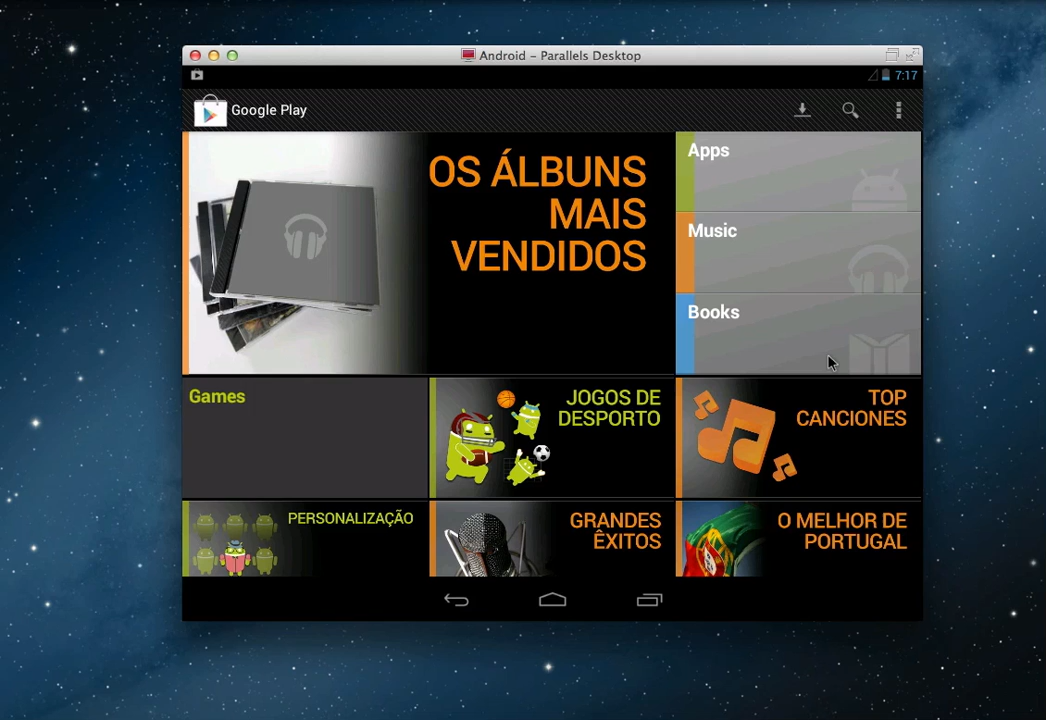 Android – Parallels Desktop
7:17
Google Play
OS ÁLBUNS
MAIS
VENDIDOS
Apps
Music
Books
Games
JOGOS DE
DESPORTO
TOP
CANCIONES
PERSONALIZAÇÃO
GRANDES
ÊXITOS
O MELHOR DE
PORTUGAL